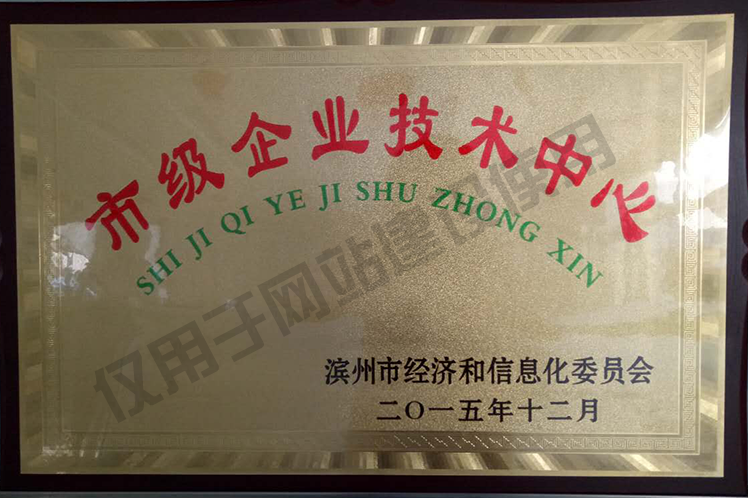 市级企业技术中心
SHI JI QI YE JI SHU ZHONG XIN
滨州市经济和信息化委员会
二〇一五年十二月
仅用于网站建设使用